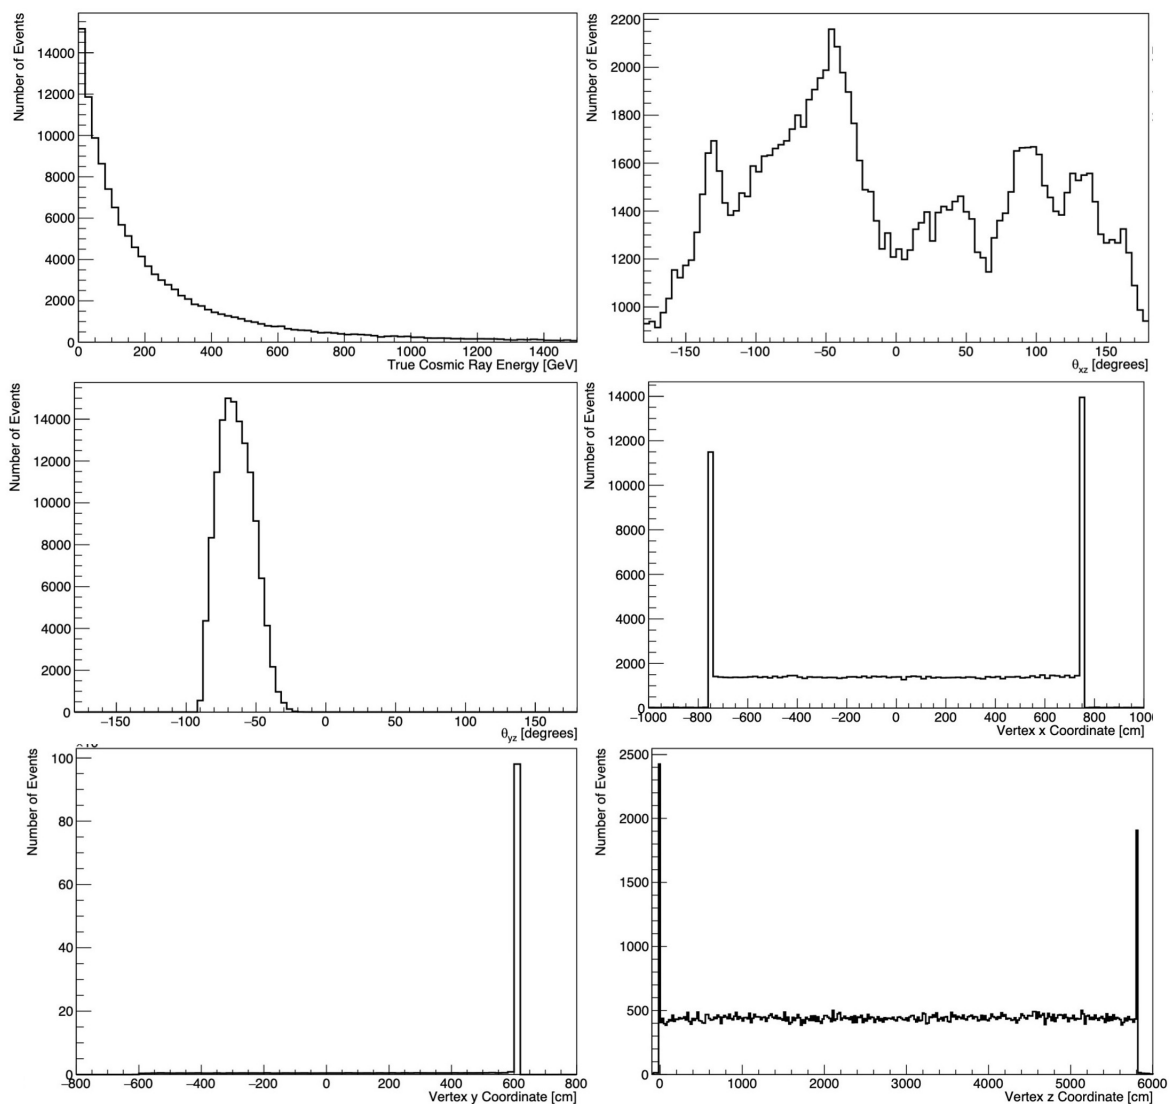 Number of Events
14000
12000
10000
8000
6000
4000
2000
0
0 200 400 600 800 1000 1200 1400
True Cosmic Ray Energy [GeV]
Number of Events
2200
2000
1800
1600
1400
1200
1000
−150 −100 −50 0 50 100 150
θxz [degrees]
Number of Events
14000
12000
10000
8000
6000
4000
2000
0
−150 −100 −50 0 50 100 150
θyz [degrees]
Number of Events
14000
12000
10000
8000
6000
4000
2000
0
−1000 −800 −600 −400 −200 0 200 400 600 800 100
Vertex x Coordinate [cm]
Number of Events
100
80
60
40
20
0
−800 −600 −400 −200 0 200 400 600 800
Vertex y Coordinate [cm]
Number of Events
2500
2000
1500
1000
500
0
0 1000 2000 3000 4000 5000 6000
Vertex z Coordinate [cm]